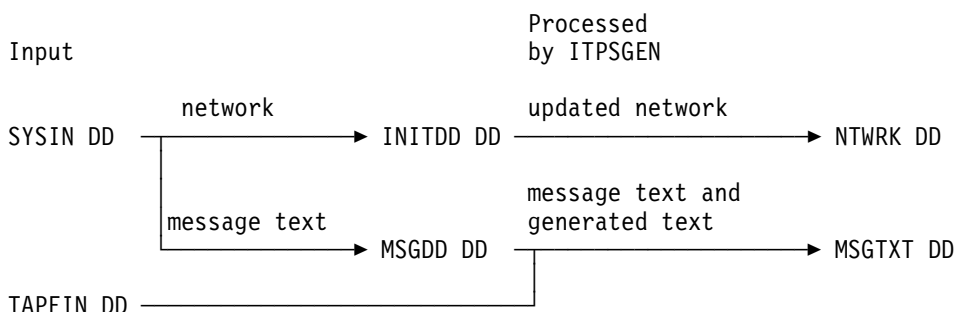 Processed
Input by ITPSGEN
network updated network
SYSIN DD INITDD DD NTWRK DD
message text and
message text generated text
MSGDD DD MSGTXT DD
TAPEIN DD